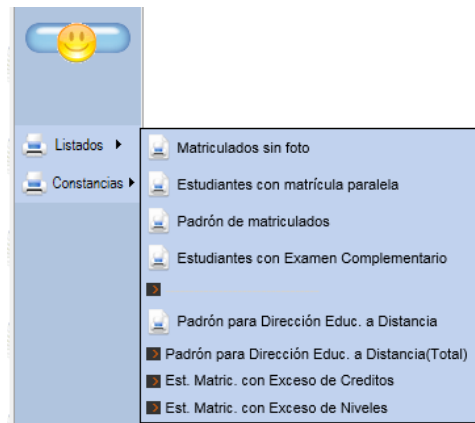 Listados
Constancias
Matriculados sin foto
Estudiantes con matrícula paralela
Padrón de matriculados
Estudiantes con Examen Complementario
Padrón para Dirección Educ. a Distancia
Padrón para Dirección Educ. a Distancia(Total)
Est. Matric. con Exceso de Creditos
Est. Matric. con Exceso de Niveles